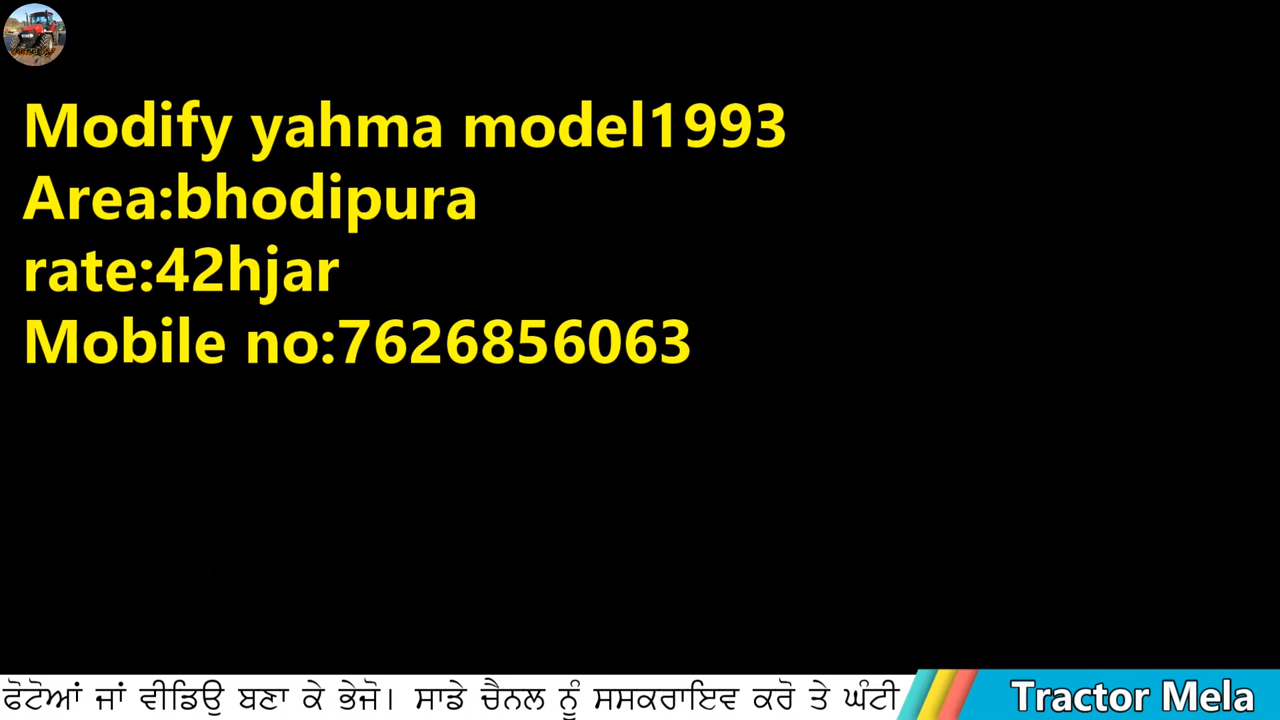 Modify yahma model1993
Area:bhodipura
rate:42hjar
Mobile no:7626856063
ਫੋਟੋਆਂ ਜਾਂ ਵੀਡਿਉ ਬਣਾ ਕੇ ਭੇਜੋ। ਸਾਡੇ ਚੈਨਲ ਨੂੰ ਸਸਕਰਾਇਵ ਕਰੋ ਤੇ ਘੰਟੀ
Tractor Mela